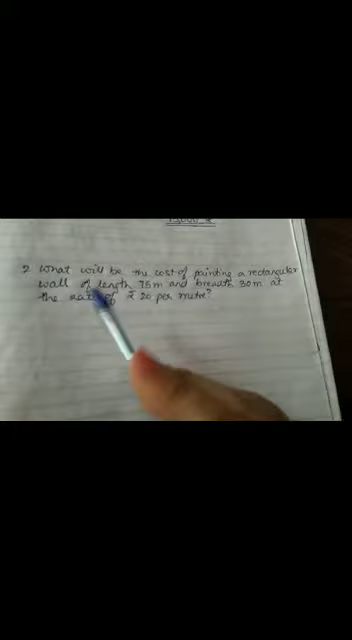 2 What will be the cost of painting a rectangular
wall of length 75m and breadth 30m at
the rate of ₹ 20 per metre?